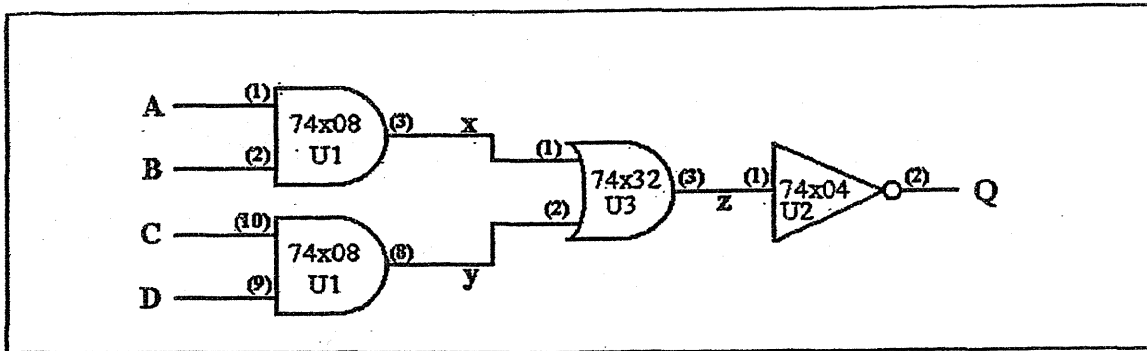 A (1) 74x08 (3) x
B (2) U1
(1) 74x32 (3) z (1) 74x04 (2) Q
(2) U3 U2
C (10) 74x08 (8) y
D (9) U1